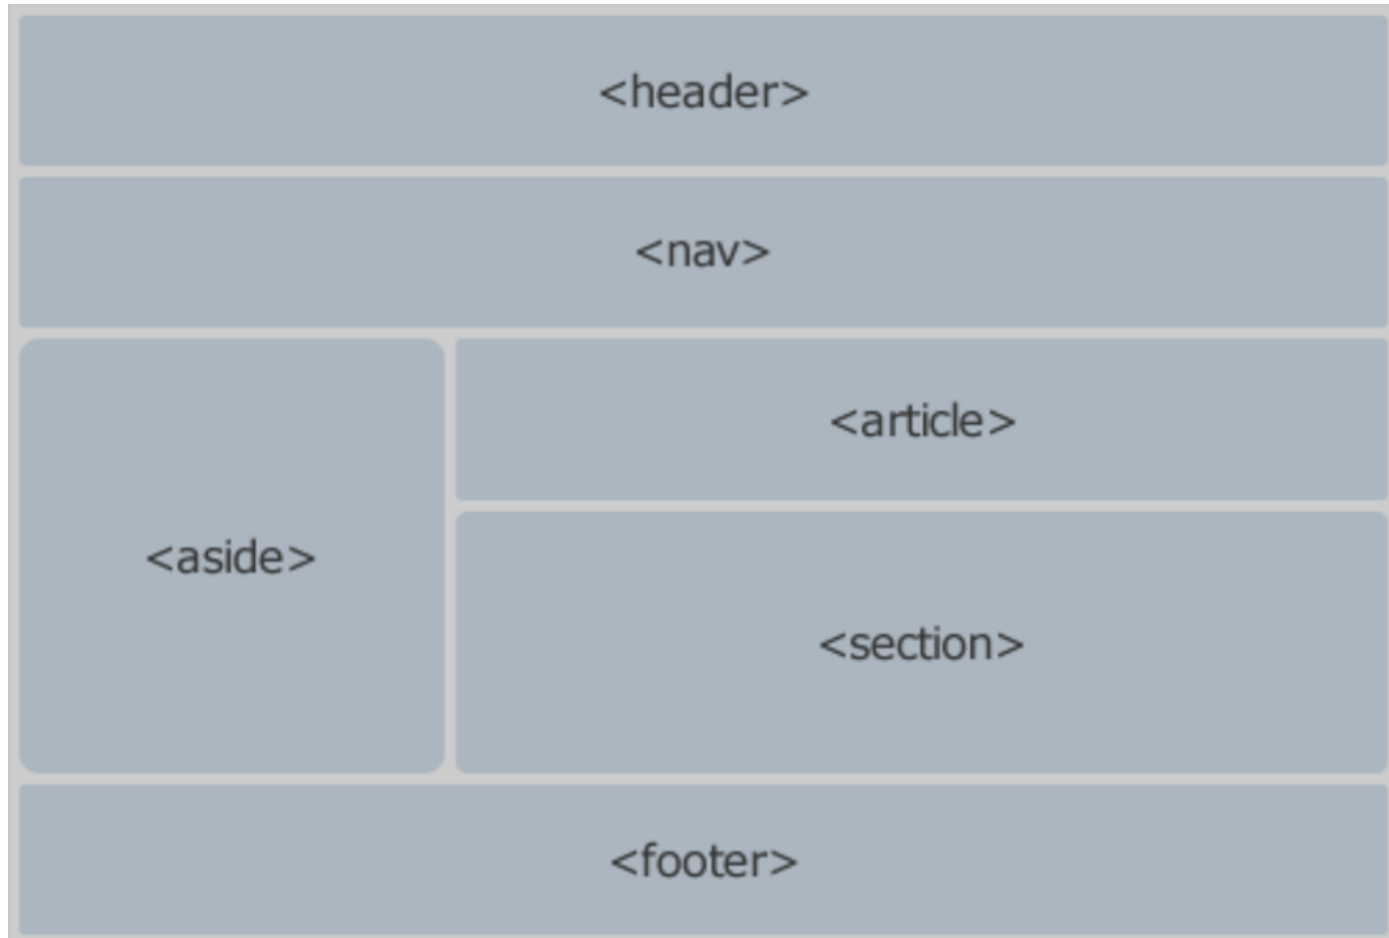 <header>
<nav>
<article>
<aside>
<section>
<footer>